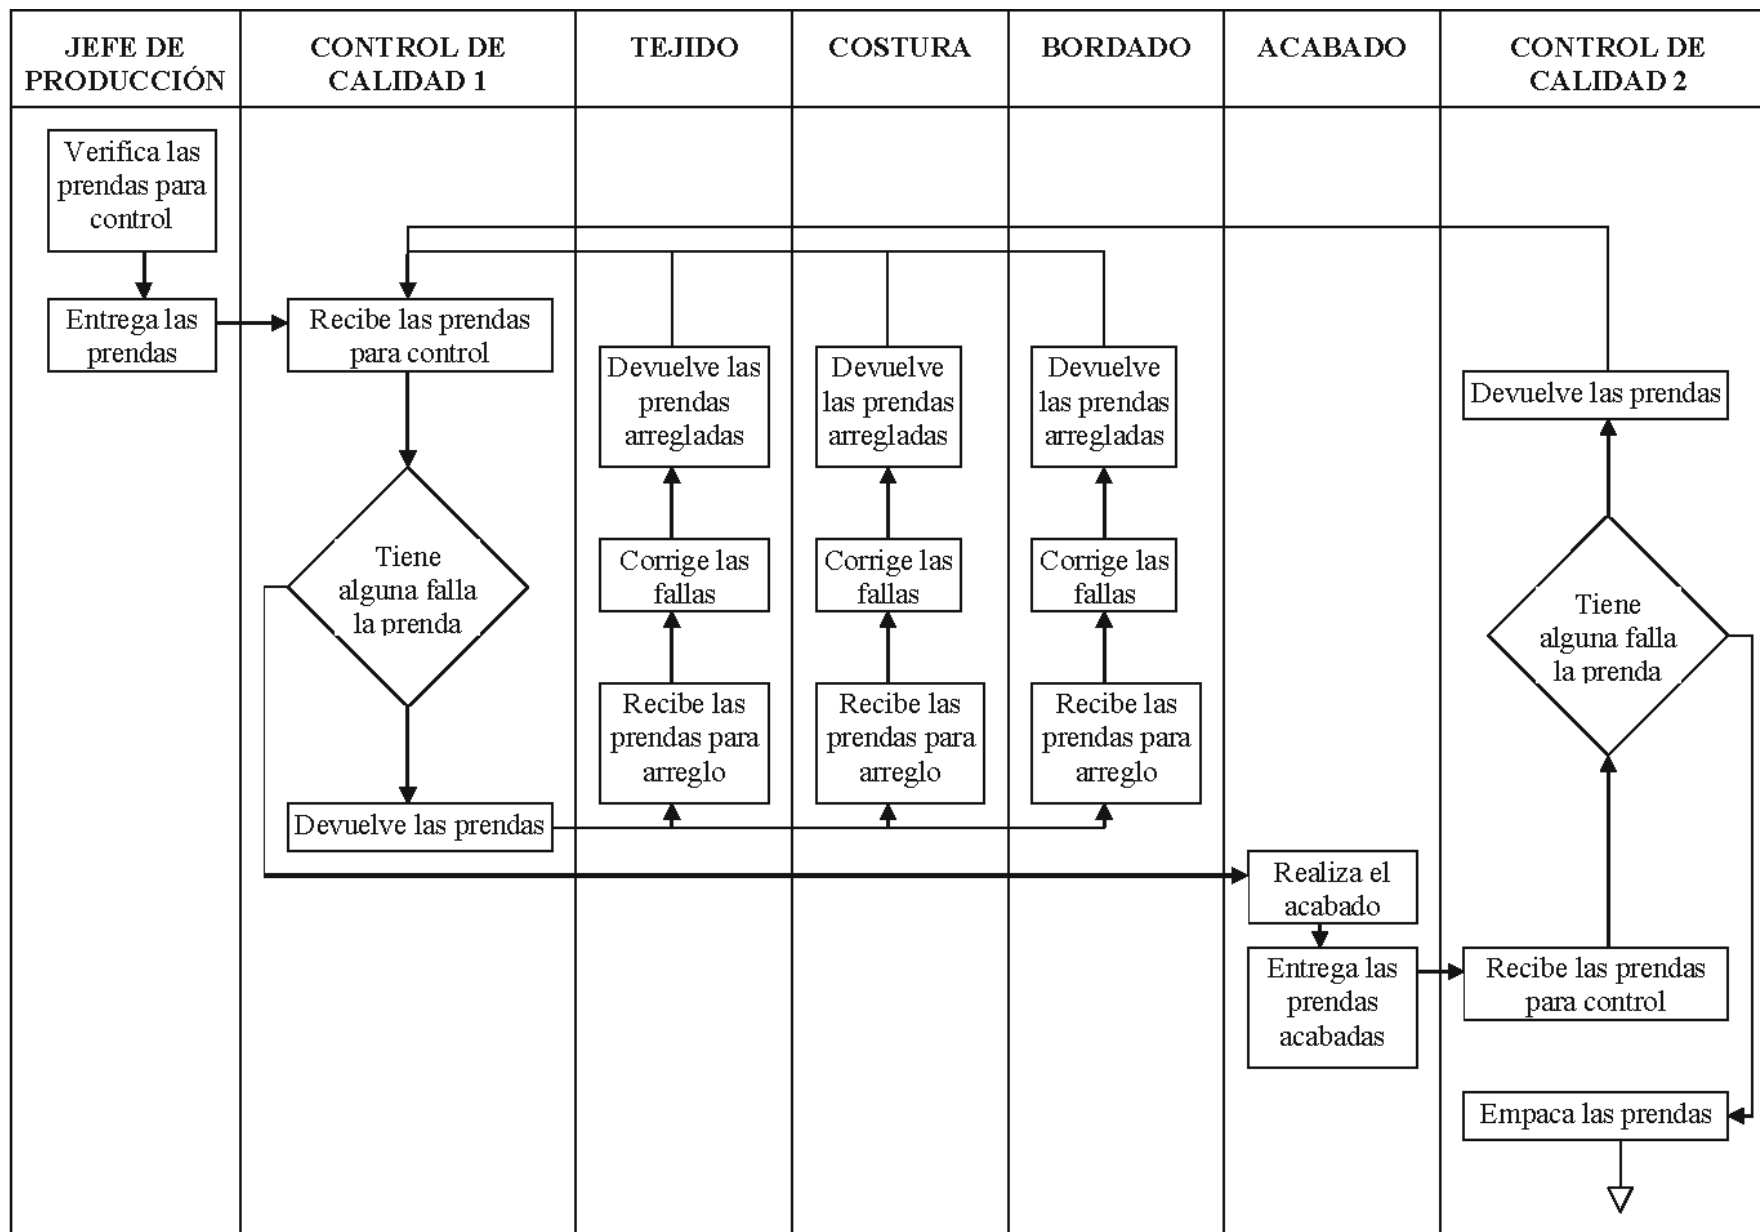 JEFE DE
PRODUCCIÓN
CONTROL DE
CALIDAD 1
TEJIDO
COSTURA
BORDADO
ACABADO
CONTROL DE
CALIDAD 2
Verifica las
prendas para
control
Entrega las
prendas
Recibe las prendas
para control
Tiene
alguna falla
la prenda
Devuelve las prendas
Devuelve las
prendas
arregladas
Corrige las
fallas
Recibe las
prendas para
arreglo
Devuelve
las prendas
arregladas
Corrige las
fallas
Recibe las
prendas para
arreglo
Devuelve
las prendas
arregladas
Corrige las
fallas
Recibe las
prendas para
arreglo
Realiza el
acabado
Entrega las
prendas
acabadas
Devuelve las prendas
Tiene
alguna falla
la prenda
Recibe las prendas
para control
Empaca las prendas